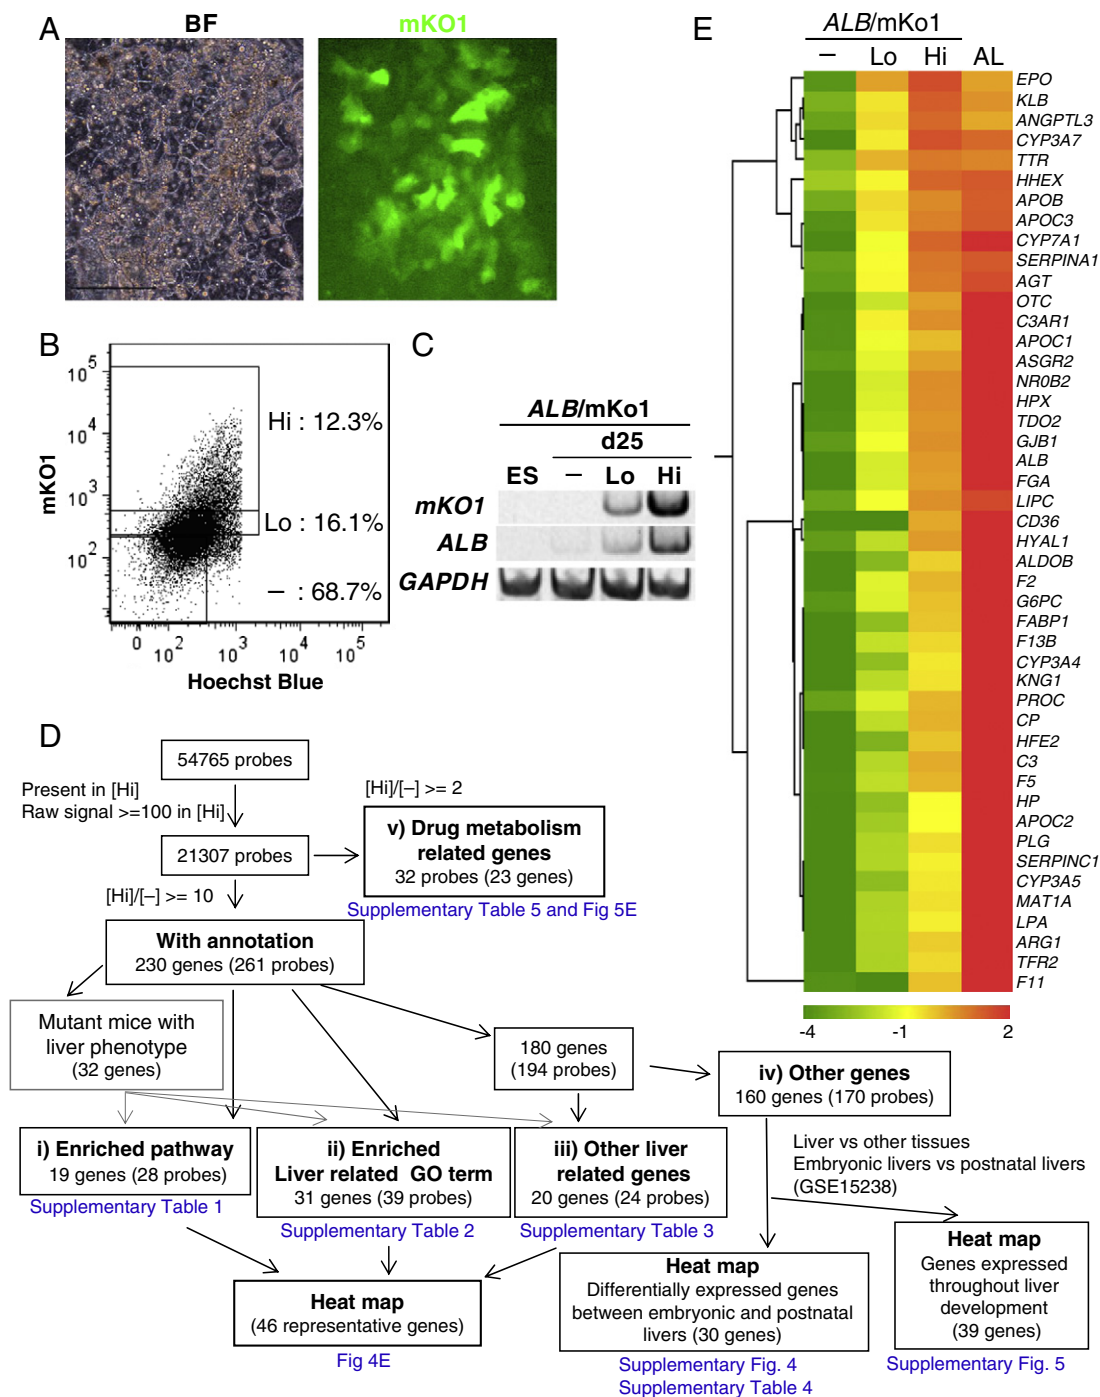 A
BF
mKO1
B
mKO1
10^5
10^4
10^3
10^2
Hi : 12.3%
Lo : 16.1%
– : 68.7%
0
10^2
10^3
10^4
10^5
Hoechst Blue
C
ALB/mKo1
d25
ES
–
Lo
Hi
mKO1
ALB
GAPDH
D
54765 probes
Present in [Hi]
Raw signal >=100 in [Hi]
21307 probes
[Hi]/[–] >= 2
v) Drug metabolism
related genes
32 probes (23 genes)
Supplementary Table 5 and Fig 5E
[Hi]/[–] >= 10
With annotation
230 genes (261 probes)
Mutant mice with
liver phenotype
(32 genes)
180 genes
(194 probes)
iv) Other genes
160 genes (170 probes)
i) Enriched pathway
19 genes (28 probes)
Supplementary Table 1
ii) Enriched
Liver related GO term
31 genes (39 probes)
Supplementary Table 2
iii) Other liver
related genes
20 genes (24 probes)
Supplementary Table 3
Liver vs other tissues
Embryonic livers vs postnatal livers
(GSE15238)
Heat map
(46 representative genes)
Fig 4E
Heat map
Differentially expressed genes
between embryonic and postnatal
livers (30 genes)
Supplementary Fig. 4
Supplementary Table 4
Heat map
Genes expressed
throughout liver
development
(39 genes)
Supplementary Fig. 5
E
ALB/mKo1
–
Lo
Hi
AL
EPO
KLB
ANGPTL3
CYP3A7
TTR
HHEX
APOB
APOC3
CYP7A1
SERPINA1
AGT
OTC
C3AR1
APOC1
ASGR2
NR0B2
HPX
TDO2
GJB1
ALB
FGA
LIPC
CD36
HYAL1
ALDOB
F2
G6PC
FABP1
F13B
CYP3A4
KNG1
PROC
CP
HFE2
C3
F5
HP
APOC2
PLG
SERPINC1
CYP3A5
MAT1A
LPA
ARG1
TFR2
F11
-4
-1
2